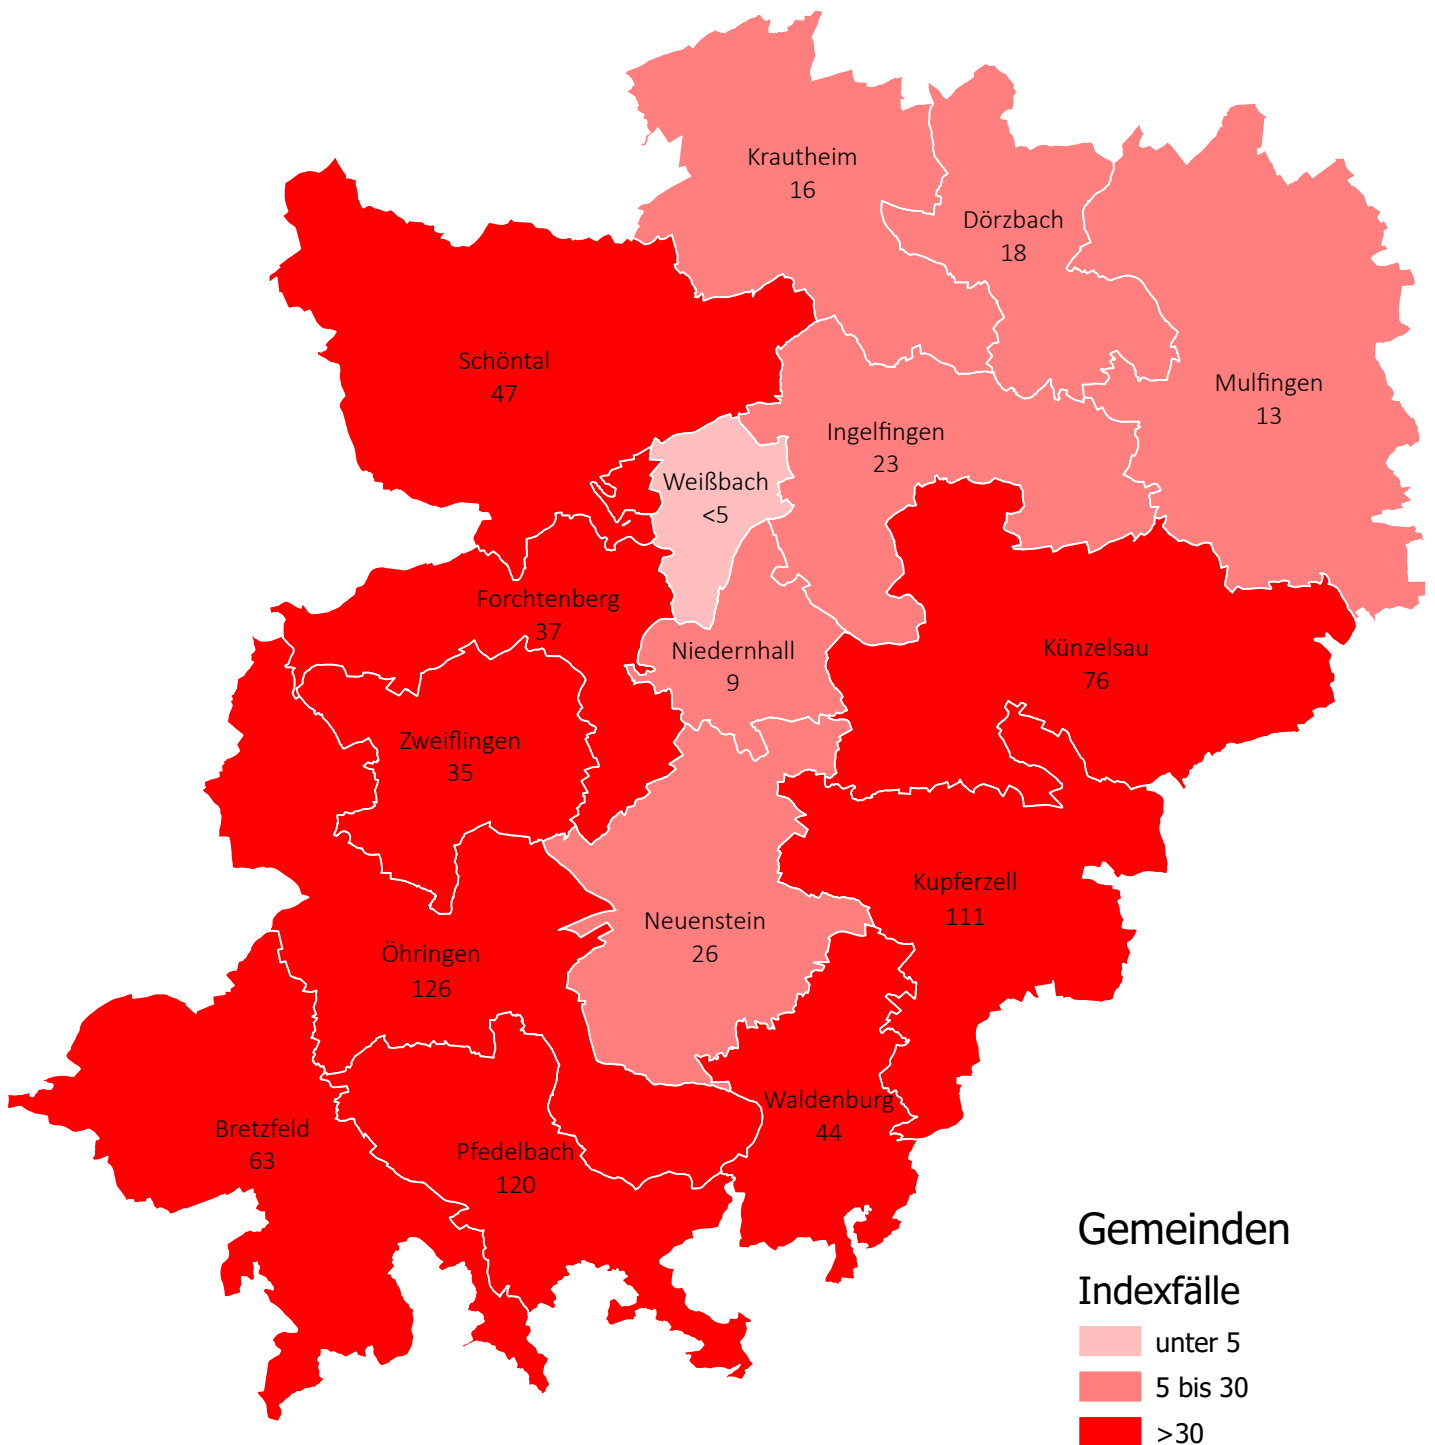 Krautheim
16
Dörzbach
18
Schöntal
47
Mulfingen
13
Ingelfingen
23
Weißbach
<5
Forchtenberg
37
Niedernhall
9
Künzelsau
76
Zweiflingen
35
Kupferzell
111
Neuenstein
26
Öhringen
126
Waldenburg
44
Bretzfeld
63
Pfedelbach
120
Gemeinden
Indexfälle
unter 5
5 bis 30
>30